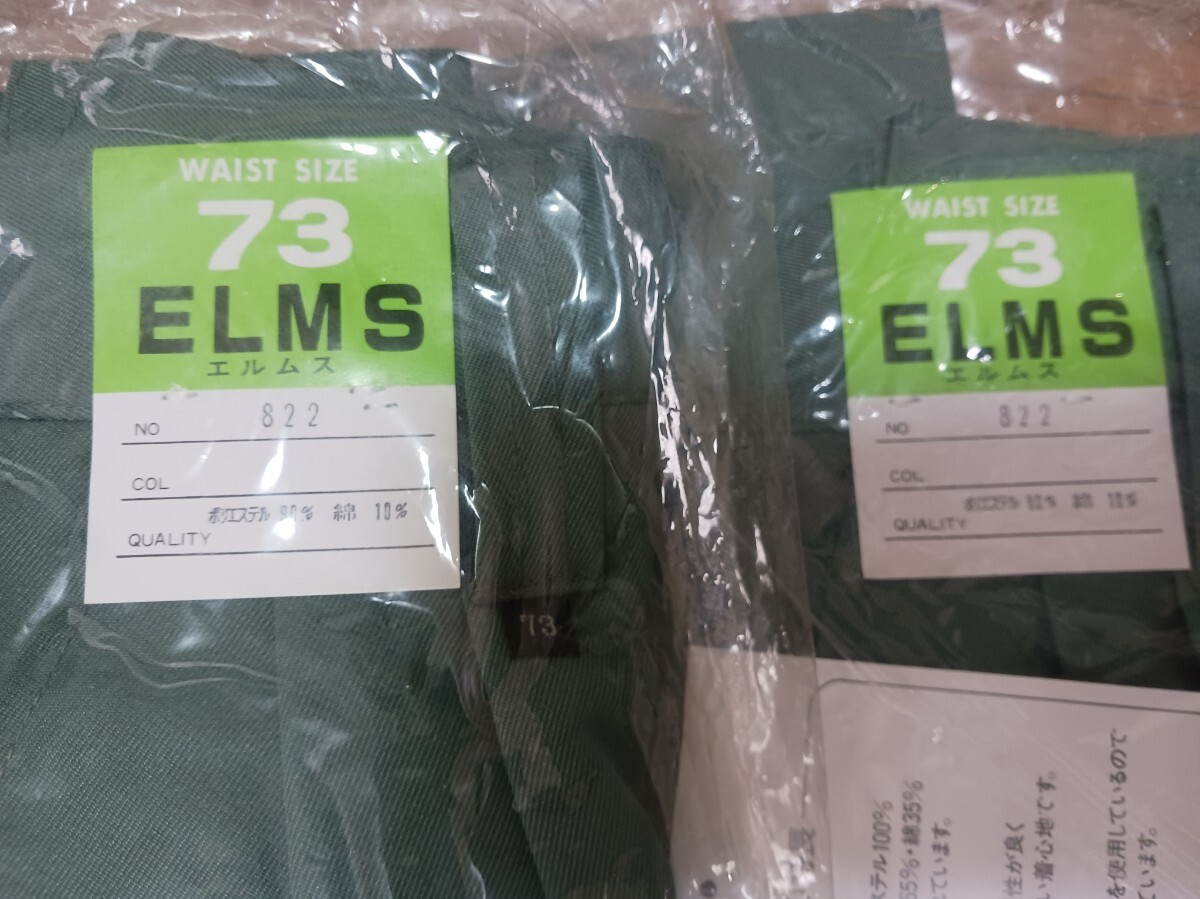 WAIST SIZE
73
ELMS
エルムス
NO 822
COL
ポリエステル 90% 綿 10%
QUALITY
73
WAIST SIZE
73
ELMS
エルムス
NO 822
COL
ポリエステル 90% 綿 10%
QUALITY
ステル100%
65%・綿35%
ています。
性が良く
い着心地です。
を使用しているので
ています。